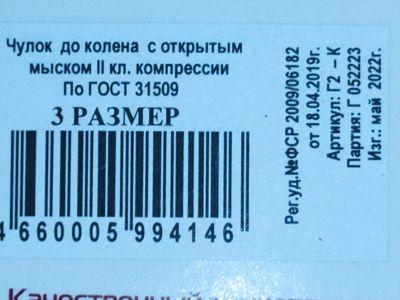 Чулок до колена с открытым
мыском II кл. компрессии
По ГОСТ 31509
3 РАЗМЕР
4 660005 994146
Рег.уд.№ФСР 2009/06182
от 18.04.2019г.
Артикул: Г2 – К
Партия: Г 052223
Изг.: май 2022г.
Качественный